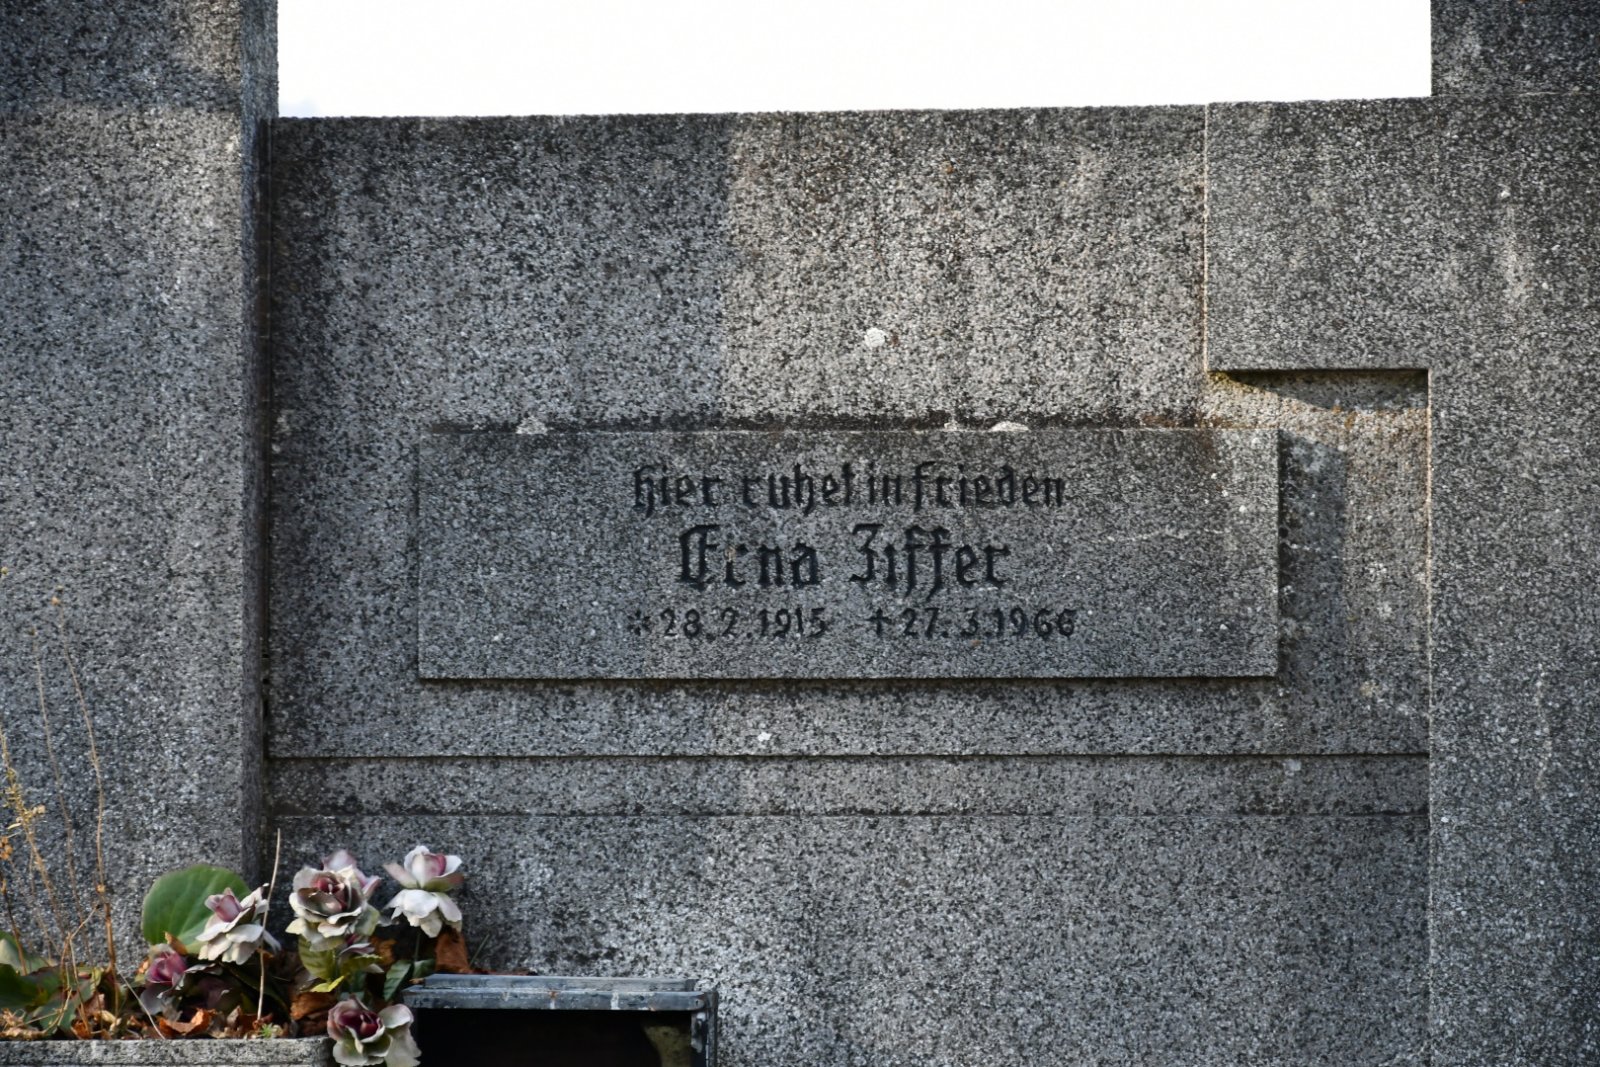 hier ruhet in frieden
Erna Ziffer
* 28. 2. 1915 † 27. 3. 1966